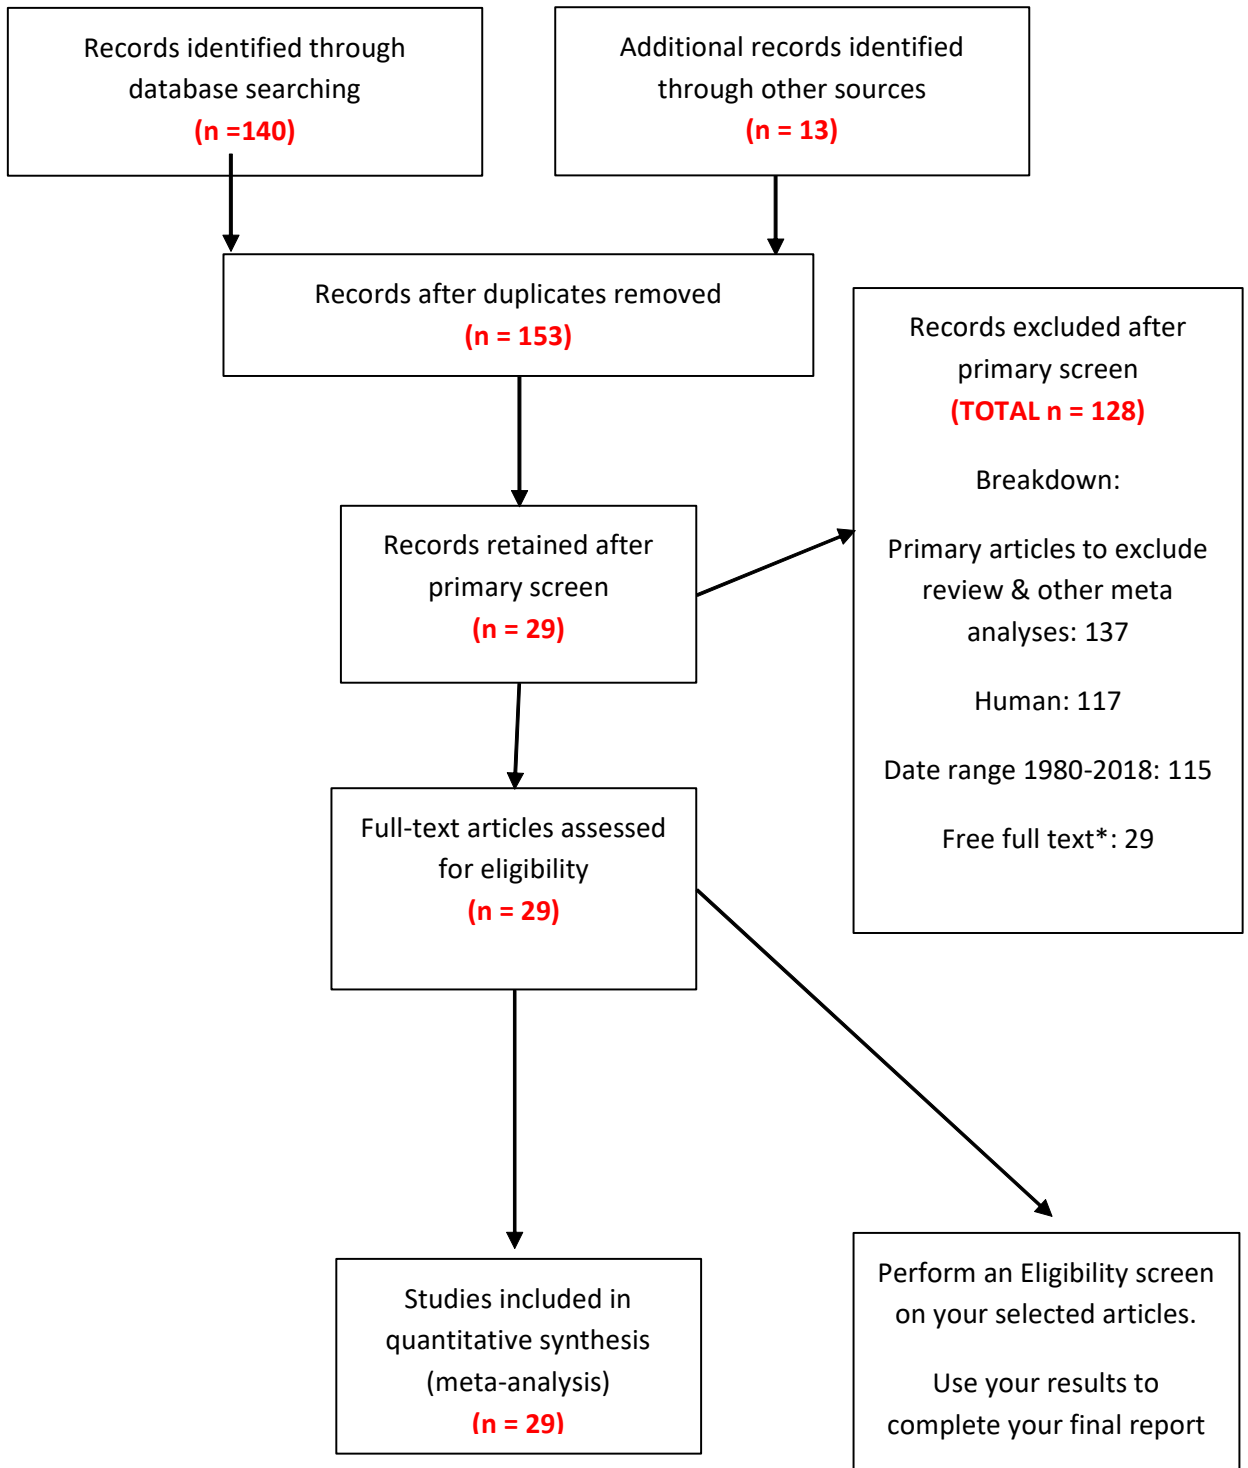 Records identified through
database searching
(n =140)
Additional records identified
through other sources
(n = 13)
Records after duplicates removed
(n = 153)
Records excluded after
primary screen
(TOTAL n = 128)
Breakdown:
Primary articles to exclude
review & other meta
analyses: 137
Human: 117
Date range 1980-2018: 115
Free full text*: 29
Records retained after
primary screen
(n = 29)
Full-text articles assessed
for eligibility
(n = 29)
Studies included in
quantitative synthesis
(meta-analysis)
(n = 29)
Perform an Eligibility screen
on your selected articles.
Use your results to
complete your final report